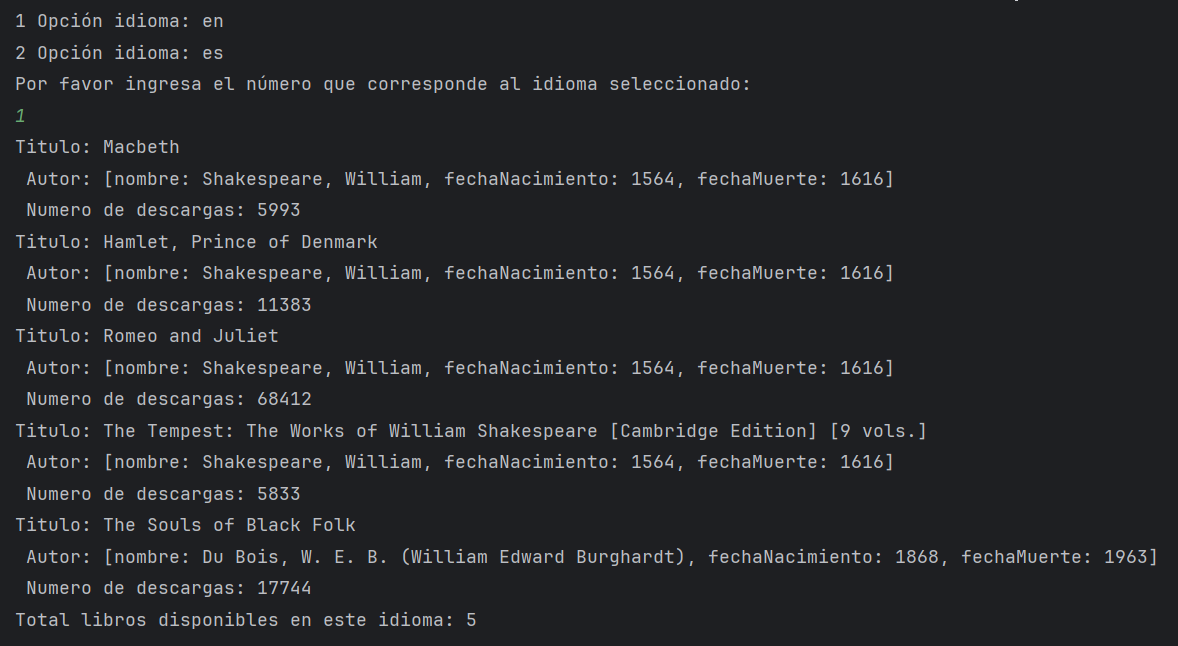 1 Opción idioma: en
2 Opción idioma: es
Por favor ingresa el número que corresponde al idioma seleccionado:
1
Titulo: Macbeth
Autor: [nombre: Shakespeare, William, fechaNacimiento: 1564, fechaMuerte: 1616]
Numero de descargas: 5993
Titulo: Hamlet, Prince of Denmark
Autor: [nombre: Shakespeare, William, fechaNacimiento: 1564, fechaMuerte: 1616]
Numero de descargas: 11383
Titulo: Romeo and Juliet
Autor: [nombre: Shakespeare, William, fechaNacimiento: 1564, fechaMuerte: 1616]
Numero de descargas: 68412
Titulo: The Tempest: The Works of William Shakespeare [Cambridge Edition] [9 vols.]
Autor: [nombre: Shakespeare, William, fechaNacimiento: 1564, fechaMuerte: 1616]
Numero de descargas: 5833
Titulo: The Souls of Black Folk
Autor: [nombre: Du Bois, W. E. B. (William Edward Burghardt), fechaNacimiento: 1868, fechaMuerte: 1963]
Numero de descargas: 17744
Total libros disponibles en este idioma: 5